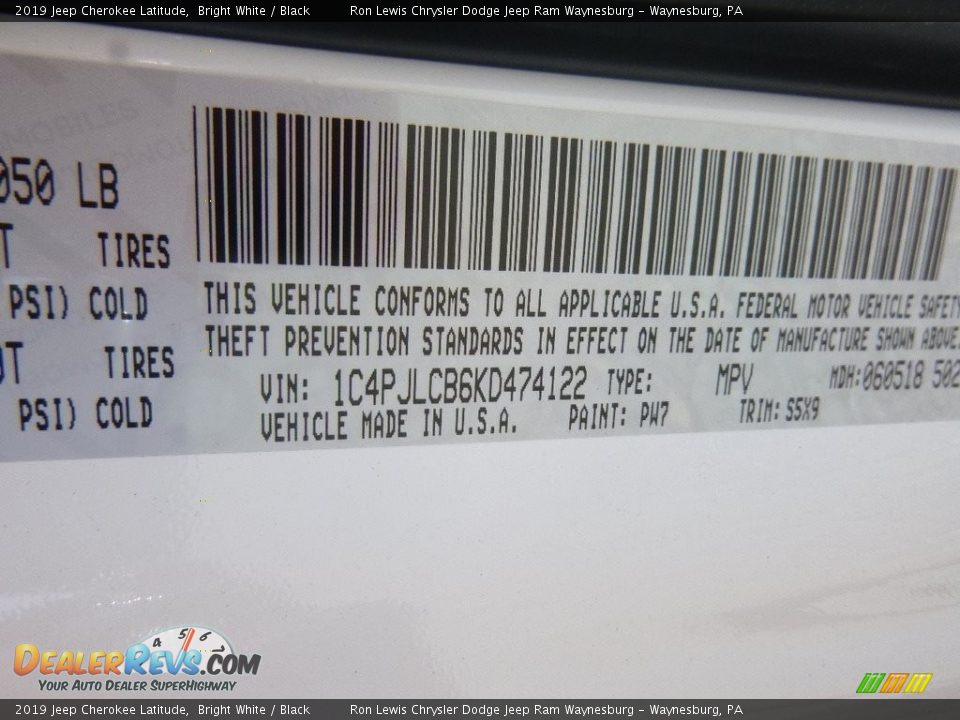 2019 Jeep Cherokee Latitude, Bright White / Black Ron Lewis Chrysler Dodge Jeep Ram Waynesburg - Waynesburg, PA
050 LB
TIRES
PSI) COLD
TIRES
PSI) COLD
THIS VEHICLE CONFORMS TO ALL APPLICABLE U.S.A. FEDERAL MOTOR VEHICLE SAFETY
THEFT PREVENTION STANDARDS IN EFFECT ON THE DATE OF MANUFACTURE SHOWN ABOVE.
VIN: 1C4PJLCB6KD474122 TYPE: MPV MDH:060518 502
VEHICLE MADE IN U.S.A. PAINT: PW7 TRIM: S5X9
4 5 6 7
DealerRevs.com
Your Auto Dealer SuperHighway
2019 Jeep Cherokee Latitude, Bright White / Black Ron Lewis Chrysler Dodge Jeep Ram Waynesburg - Waynesburg, PA